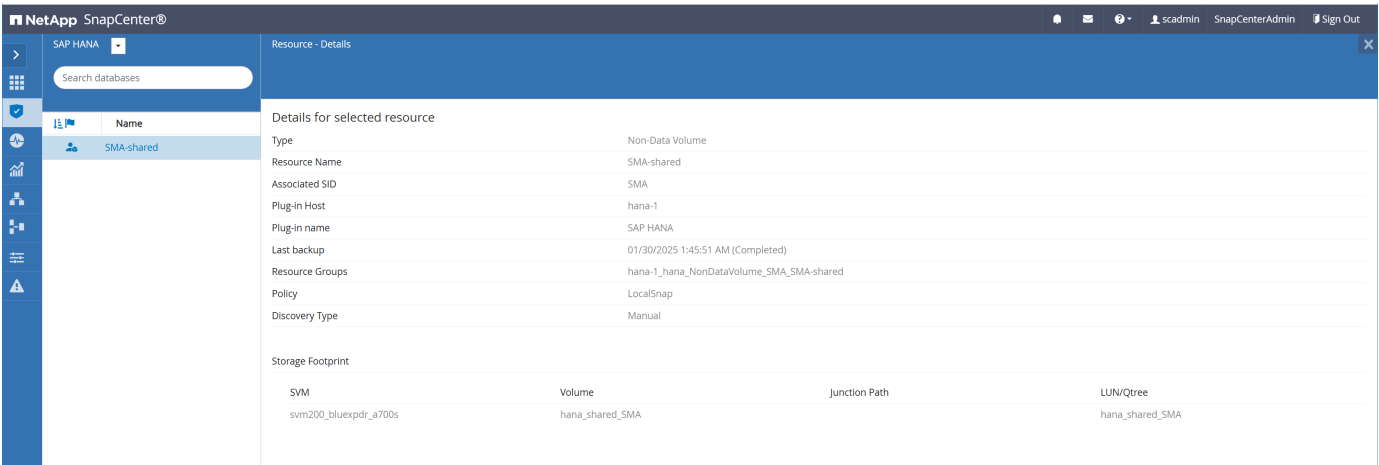 NetApp SnapCenter® scadmin SnapCenterAdmin Sign Out
SAP HANA
Resource - Details
Search databases
Name
SMA-shared
Details for selected resource
Type Non-Data Volume
Resource Name SMA-shared
Associated SID SMA
Plug-in Host hana-1
Plug-in name SAP HANA
Last backup 01/30/2025 1:45:51 AM (Completed)
Resource Groups hana-1_hana_NonDataVolume_SMA_SMA-shared
Policy LocalSnap
Discovery Type Manual
Storage Footprint
SVM Volume Junction Path LUN/Qtree
svm200_bluexpdr_a700s hana_shared_SMA hana_shared_SMA